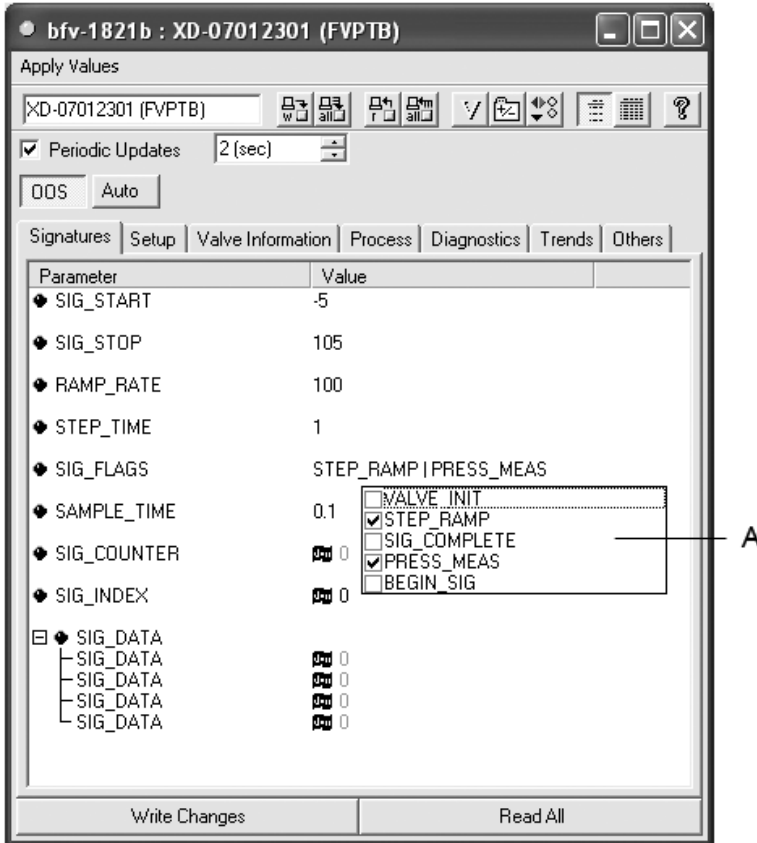 bfv-1821b : XD-07012301 (FVPTB)
Apply Values
XD-07012301 (FVPTB)
w all r all
Periodic Updates 2 (sec)
OOS Auto
Signatures Setup Valve Information Process Diagnostics Trends Others
Parameter Value
SIG_START -5
SIG_STOP 105
RAMP_RATE 100
STEP_TIME 1
SIG_FLAGS STEP_RAMP | PRESS_MEAS
VALVE_INIT
SAMPLE_TIME 0.1 STEP_RAMP
SIG_COMPLETE
A
SIG_COUNTER 0 PRESS_MEAS
BEGIN_SIG
SIG_INDEX 0
SIG_DATA
SIG_DATA 0
SIG_DATA 0
SIG_DATA 0
SIG_DATA 0
Write Changes Read All